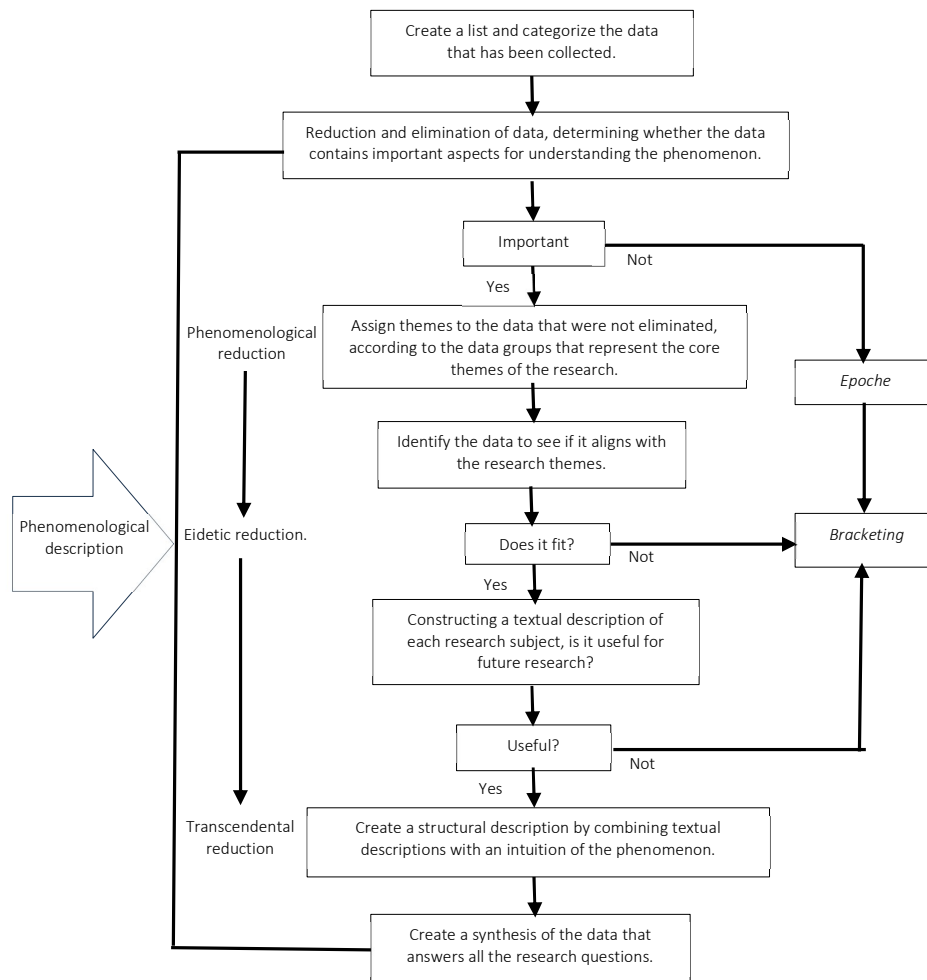 Create a list and categorize the data
that has been collected.
Reduction and elimination of data, determining whether the data
contains important aspects for understanding the phenomenon.
Important
Not
Yes
Phenomenological
reduction
Assign themes to the data that were not eliminated,
according to the data groups that represent the core
themes of the research.
Epoche
Identify the data to see if it aligns with
the research themes.
Phenomenological
description
Eidetic reduction.
Does it fit?
Not
Bracketing
Yes
Constructing a textual description of
each research subject, is it useful for
future research?
Useful?
Not
Yes
Transcendental
reduction
Create a structural description by combining textual
descriptions with an intuition of the phenomenon.
Create a synthesis of the data that
answers all the research questions.